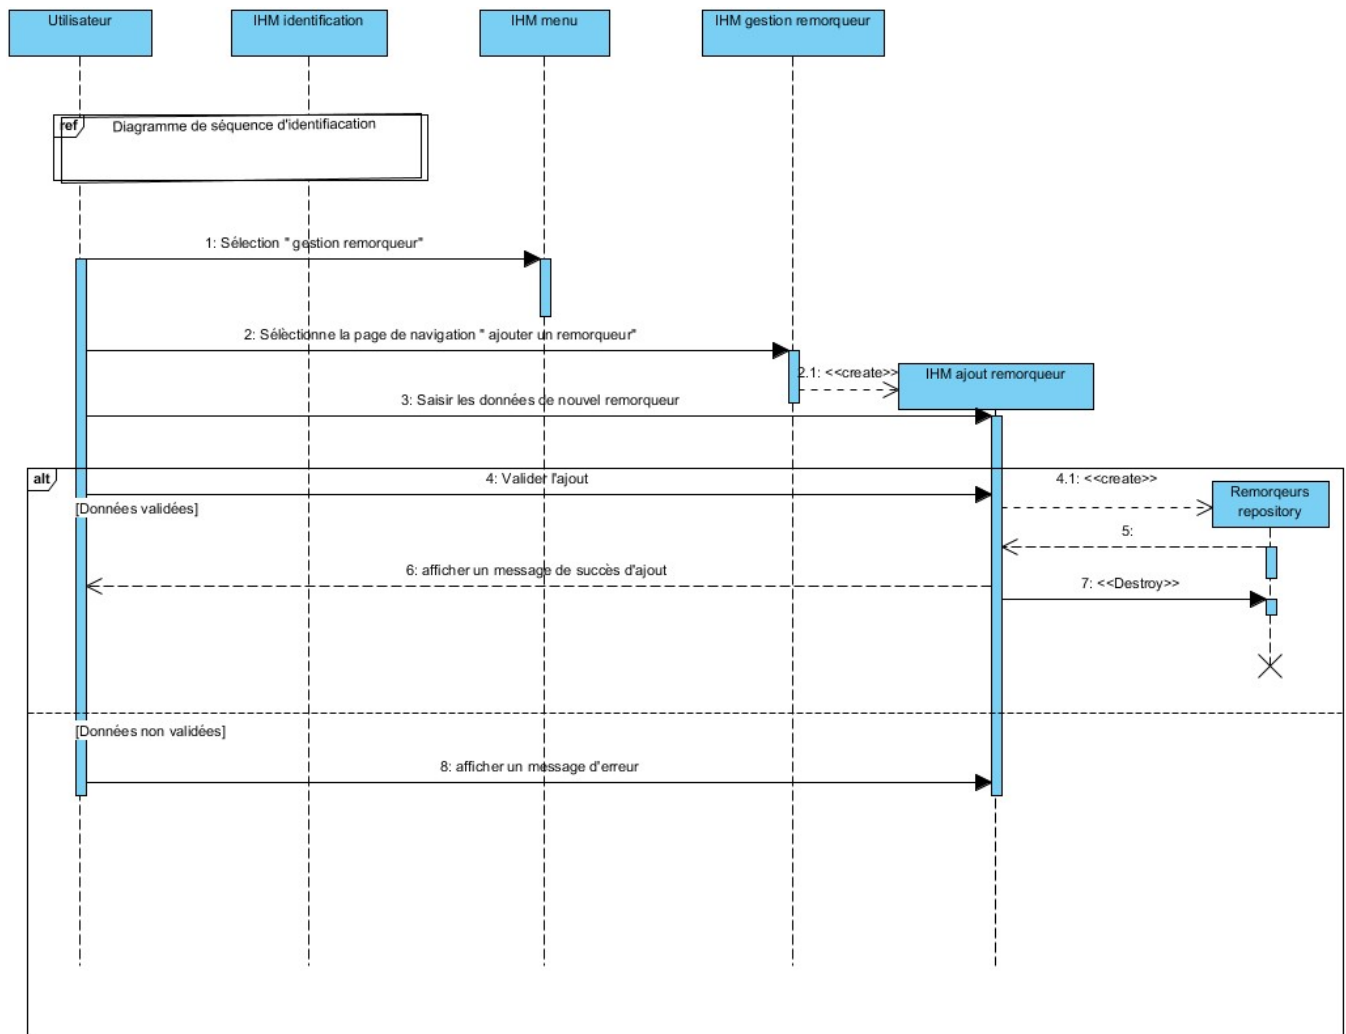 Utilisateur
IHM identification
IHM menu
IHM gestion remorqueur
ref
Diagramme de séquence d'identifiacation
1: Sélection " gestion remorqueur"
2: Sélèctionne la page de navigation " ajouter un remorqueur"
2.1: <<create>>
IHM ajout remorqueur
3: Saisir les données de nouvel remorqueur
alt
4: Valider l'ajout
4.1: <<create>>
Remorqeurs
repository
[Données validées]
5:
6: afficher un message de succès d'ajout
7: <<Destroy>>
[Données non validées]
8: afficher un message d'erreur